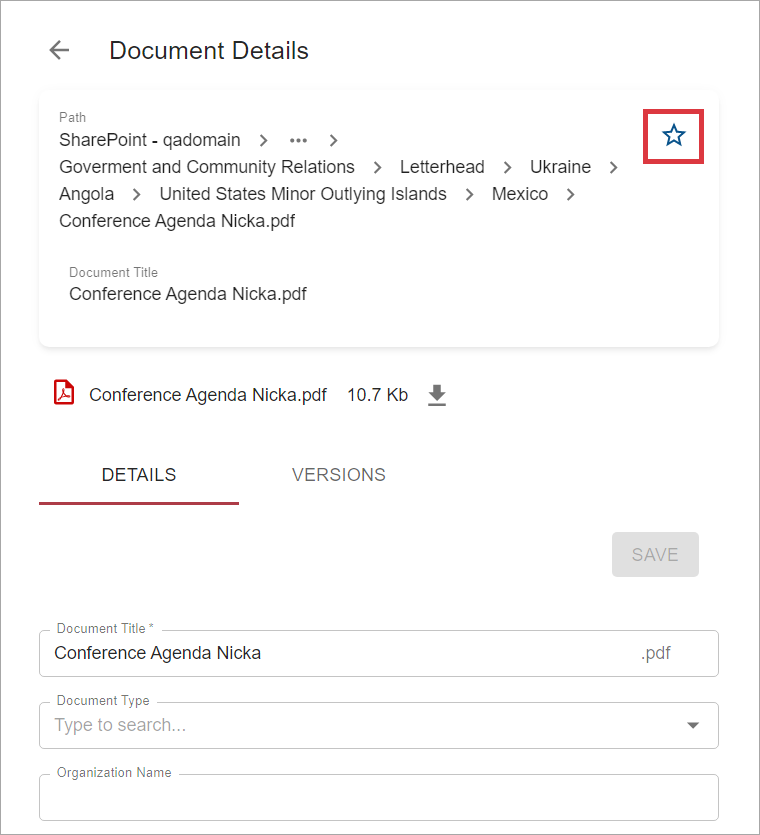 Document Details
Path
SharePoint - qadomain > ••• >
Goverment and Community Relations > Letterhead > Ukraine >
Angola > United States Minor Outlying Islands > Mexico >
Conference Agenda Nicka.pdf
Document Title
Conference Agenda Nicka.pdf
Conference Agenda Nicka.pdf 10.7 Kb
DETAILS VERSIONS
SAVE
Document Title *
Conference Agenda Nicka .pdf
Document Type
Type to search...
Organization Name